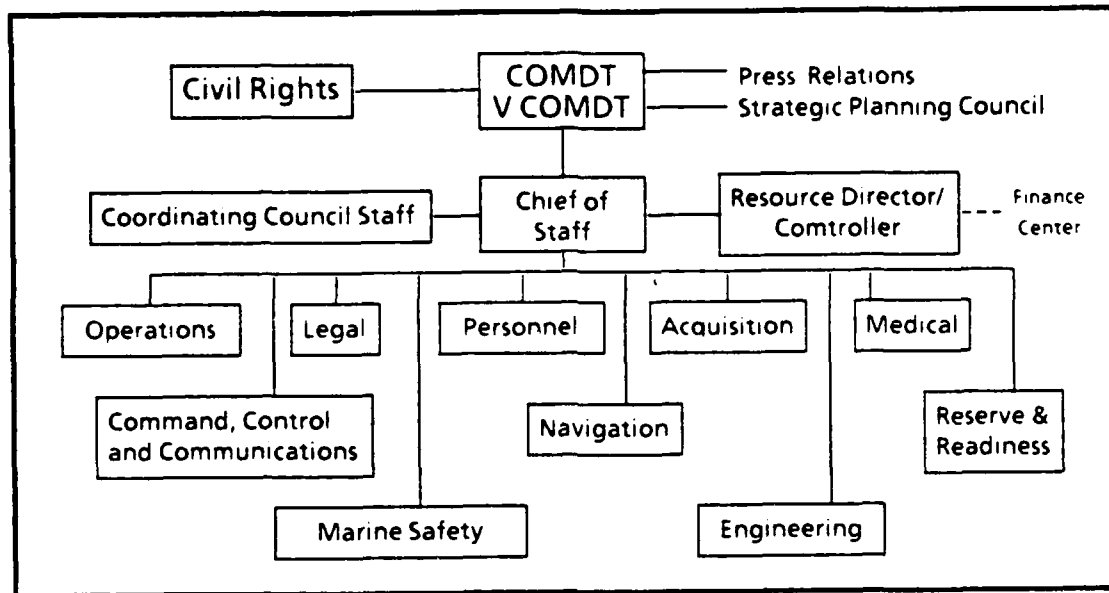 Civil Rights
COMDT
V COMDT
Press Relations
Strategic Planning Council
Coordinating Council Staff
Chief of
Staff
Resource Director/
Comtroller
Finance
Center
Operations
Legal
Personnel
Acquisition
Medical
Command, Control
and Communications
Navigation
Reserve &
Readiness
Marine Safety
Engineering